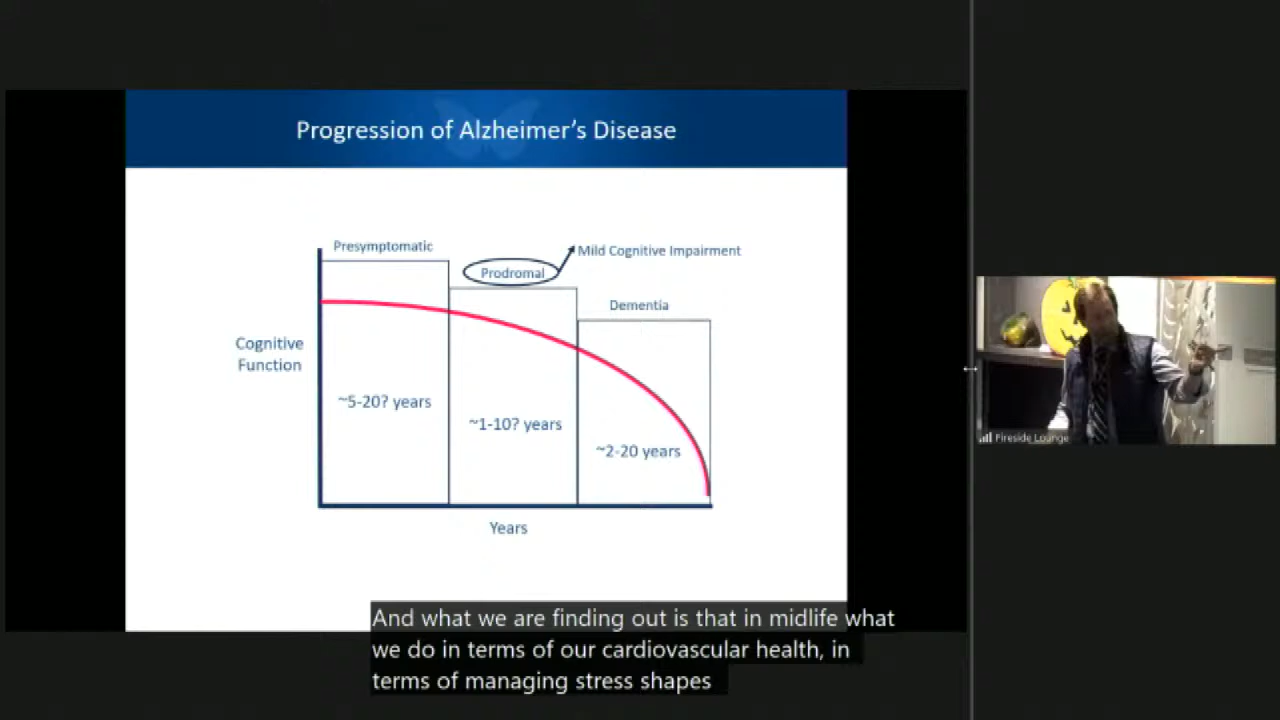 Progression of Alzheimer's Disease
Presymptomatic
Prodromal
Mild Cognitive Impairment
Dementia
Cognitive
Function
~5-20? years
~1-10? years
~2-20 years
Years
Fireside Lounge
And what we are finding out is that in midlife what
we do in terms of our cardiovascular health, in
terms of managing stress shapes